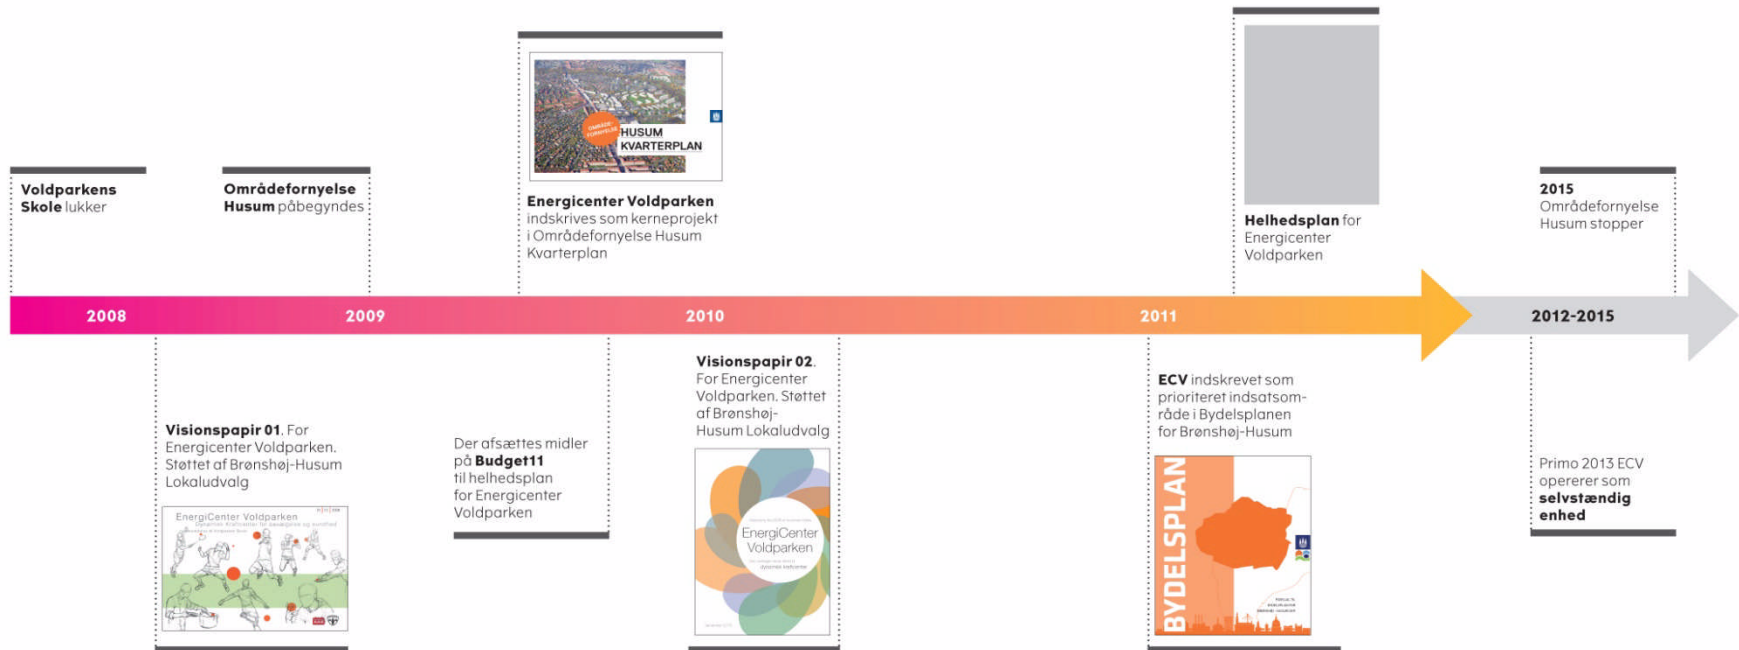 Voldparkens
Skole lukker
Områdefornyelse
Husum påbegyndes
OMRÅDE-
FORNYELSE
HUSUM
KVARTERPLAN
Energicenter Voldparken
indskrives som kerneprojekt
i Områdefornyelse Husum
Kvarterplan
Helhedsplan for
Energicenter
Voldparken
2015
Områdefornyelse
Husum stopper
2008
2009
2010
2011
2012-2015
Visionspapir 01. For
Energicenter Voldparken.
Støttet af Brønshøj-Husum
Lokaludvalg
EnergiCenter Voldparken
Der afsættes midler
på Budget11
til helhedsplan
for Energicenter
Voldparken
Visionspapir 02.
For Energicenter
Voldparken. Støttet
af Brønshøj-
Husum Lokaludvalg
EnergiCenter
Voldparken
ECV indskrevet som
prioriteret indsatsom-
råde i Bydelsplanen
for Brønshøj-Husum
BYDELSPLAN
Primo 2013 ECV
opererer som
selvstændig
enhed